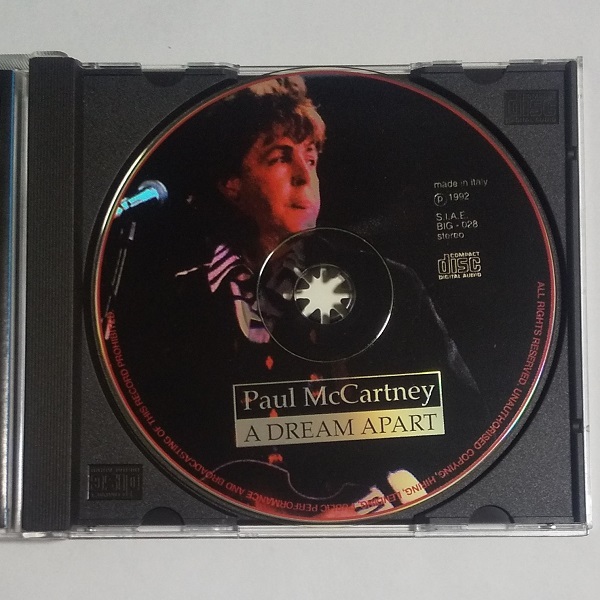 made in italy
℗ 1992
S.I.A.E.
BIG - 028
stereo
COMPACT
disc
DIGITAL AUDIO
Paul McCartney
A DREAM APART
ALL RIGHTS RESERVED. UNAUTHORISED COPYING, HIRING, LENDING, PUBLIC PERFORMANCE AND BROADCASTING OF THIS RECORD PROHIBITED